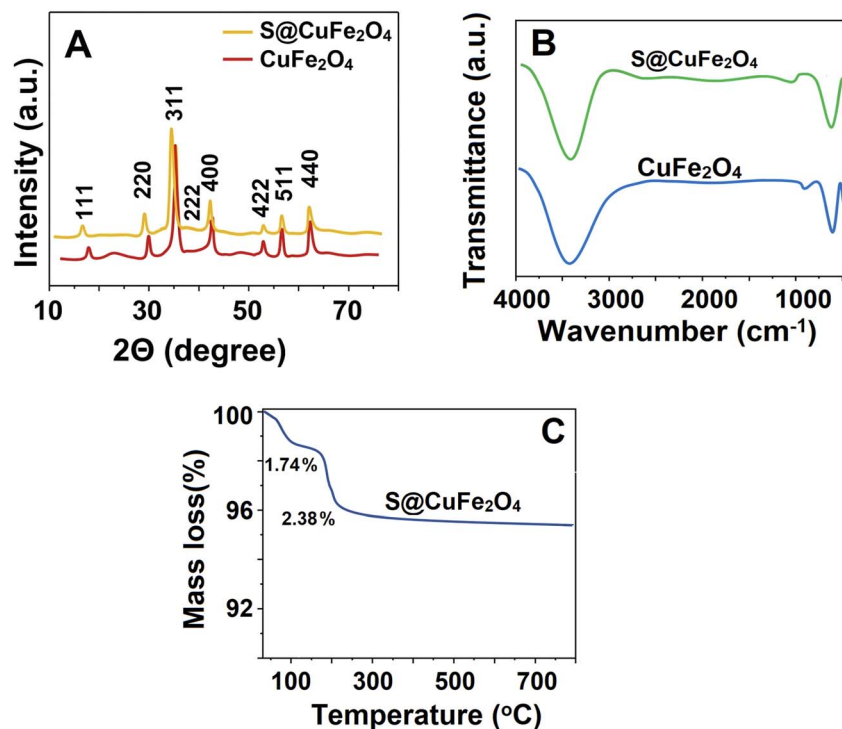 A
S@CuFe₂O₄
CuFe₂O₄
Intensity (a.u.)
111
220
311
222
400
422
511
440
10
30
50
70
2Θ (degree)
B
S@CuFe₂O₄
CuFe₂O₄
Transmittance (a.u.)
4000
3000
2000
1000
Wavenumber (cm⁻¹)
C
100
96
92
Mass loss(%)
1.74%
2.38%
S@CuFe₂O₄
100
300
500
700
Temperature (°C)